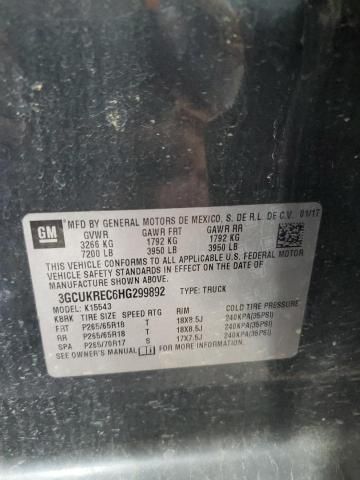 GM
MFD BY GENERAL MOTORS DE MEXICO, S. DE R.L. DE C.V. 01/17
GVWR GAWR FRT GAWR RR
3266 KG 1792 KG 1792 KG
7200 LB 3950 LB 3950 LB
THIS VEHICLE CONFORMS TO ALL APPLICABLE U.S. FEDERAL MOTOR
VEHICLE SAFETY STANDARDS IN EFFECT ON THE DATE
OF MANUFACTURE SHOWN ABOVE.
3GCUKREC6HG299892 TYPE: TRUCK
MODEL: K15543
KBRK TIRE SIZE SPEED RTG RIM COLD TIRE PRESSURE
FRT P265/65R18 T 18X8.5J 240KPA(35PSI)
RR P265/65R18 T 18X8.5J 240KPA(35PSI)
SPA P265/70R17 S 17X7.5J 240KPA(35PSI)
SEE OWNER'S MANUAL FOR MORE INFORMATION.